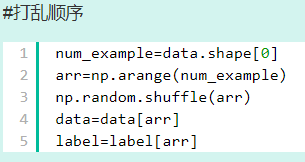 #打乱顺序
1 num_example=data.shape[0]
2 arr=np.arange(num_example)
3 np.random.shuffle(arr)
4 data=data[arr]
5 label=label[arr]